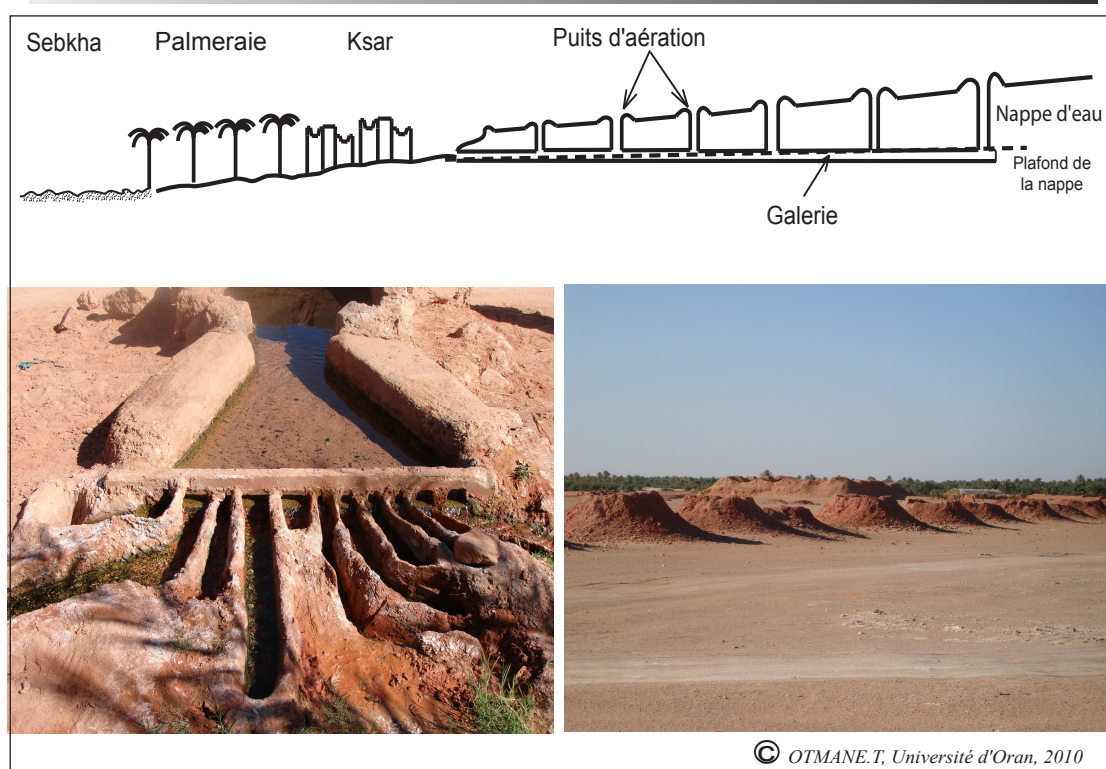 Sebkha
Palmeraie
Ksar
Puits d'aération
Nappe d'eau
Plafond de
la nappe
Galerie
© OTMANE.T, Université d'Oran, 2010